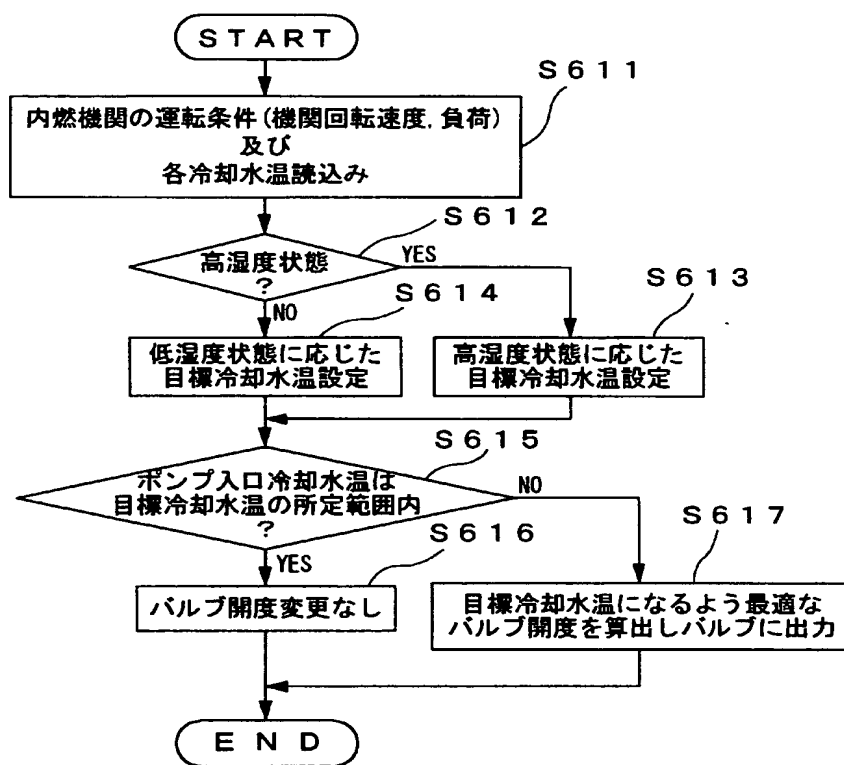 START
S611
内燃機関の運転条件(機関回転速度,負荷)
及び
各冷却水温読込み
S612
高湿度状態
?
YES
NO
S614
S613
低湿度状態に応じた
目標冷却水温設定
高湿度状態に応じた
目標冷却水温設定
S615
ポンプ入口冷却水温は
目標冷却水温の所定範囲内
?
NO
YES
S616
S617
バルブ開度変更なし
目標冷却水温になるよう最適な
バルブ開度を算出しバルブに出力
END